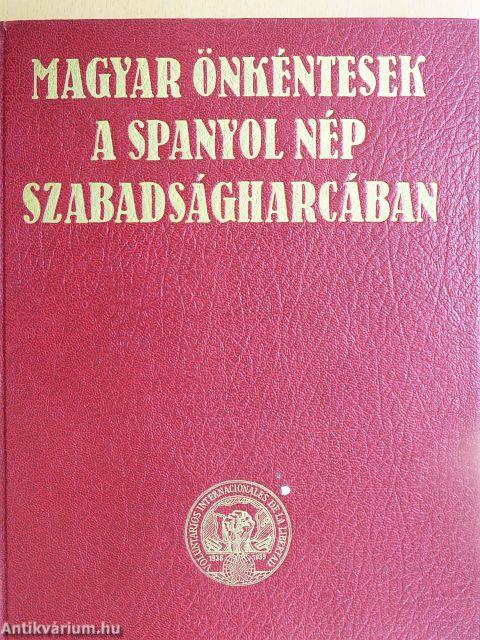 MAGYAR ÖNKÉNTESEK
A SPANYOL NÉP
SZABADSÁGHARCÁBAN
VOLUNTARIOS INTERNACIONALES DE LA LIBERTAD
1936 1939
Antikvárium.hu